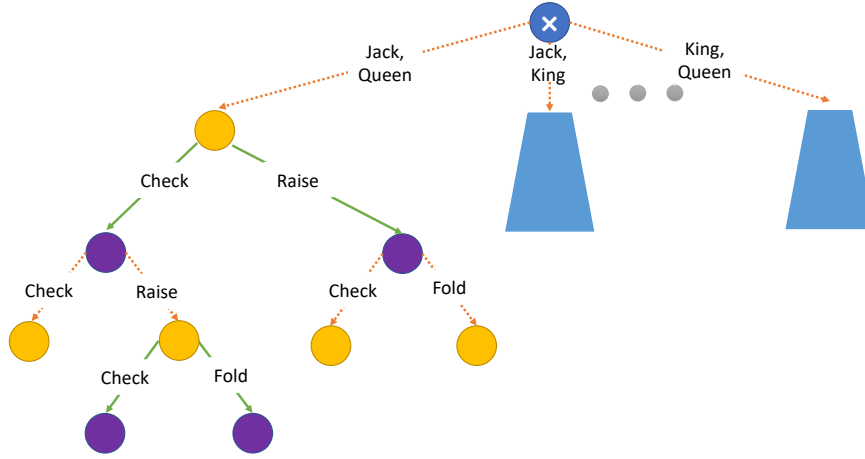 Jack,
Queen
Jack,
King
King,
Queen
Check
Raise
Check
Raise
Check
Fold
Check
Fold